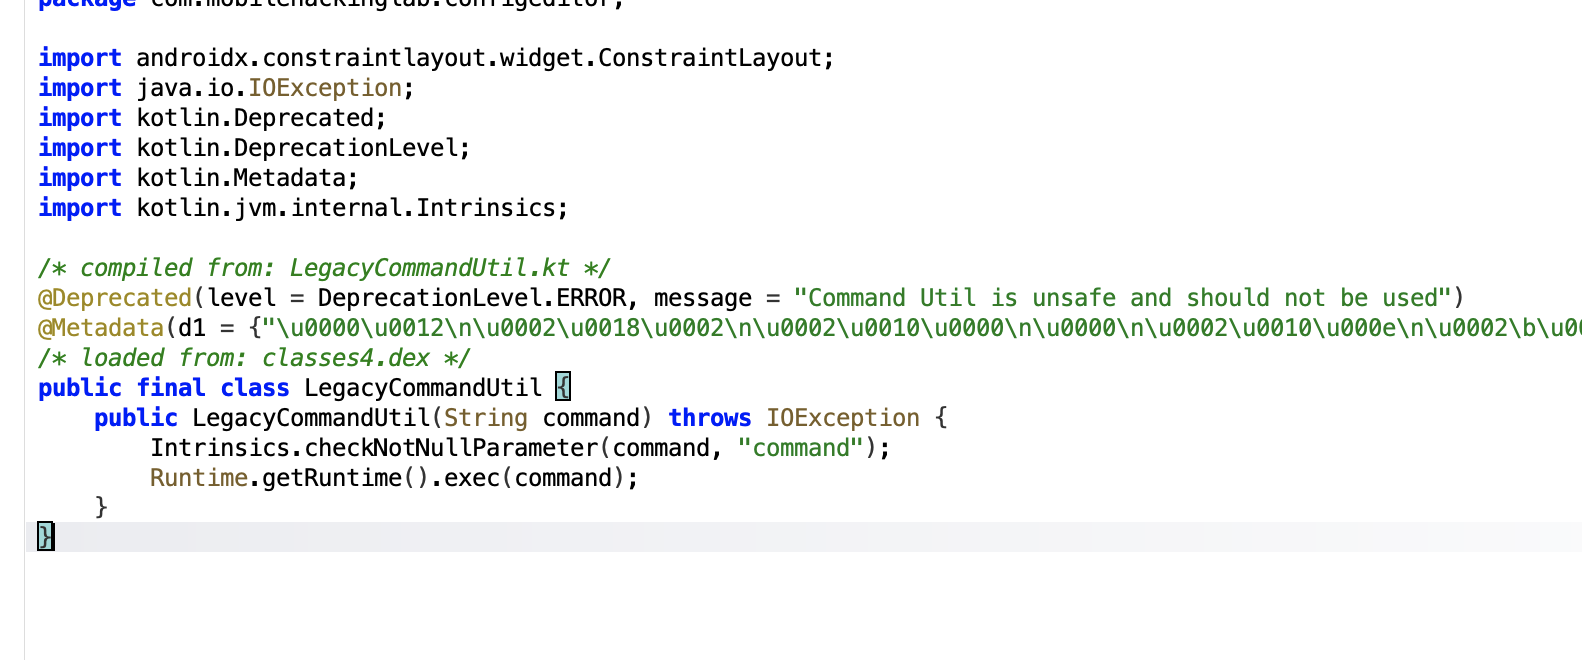 package com.mobilehackinglab.configeditor;
import androidx.constraintlayout.widget.ConstraintLayout;
import java.io.IOException;
import kotlin.Deprecated;
import kotlin.DeprecationLevel;
import kotlin.Metadata;
import kotlin.jvm.internal.Intrinsics;
/* compiled from: LegacyCommandUtil.kt */
@Deprecated(level = DeprecationLevel.ERROR, message = "Command Util is unsafe and should not be used")
@Metadata(d1 = {"\u0000\u0012\n\u0002\u0018\u0002\n\u0002\u0010\u0000\n\u0000\n\u0002\u0010\u000e\n\u0002\b\u00
/* loaded from: classes4.dex */
public final class LegacyCommandUtil {
    public LegacyCommandUtil(String command) throws IOException {
        Intrinsics.checkNotNullParameter(command, "command");
        Runtime.getRuntime().exec(command);
    }
}